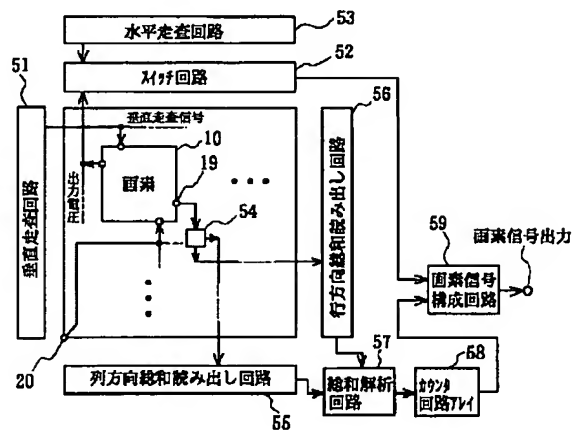 水平走査回路
53
スイッチ回路
52
51
垂直走査回路
垂直走査信号
10
画素
19
出力電圧
54
56
行方向総和読み出し回路
59
画素信号出力
画素信号
構成回路
20
列方向総和読み出し回路
55
57
総和解析
回路
58
カウンタ
回路アレイ